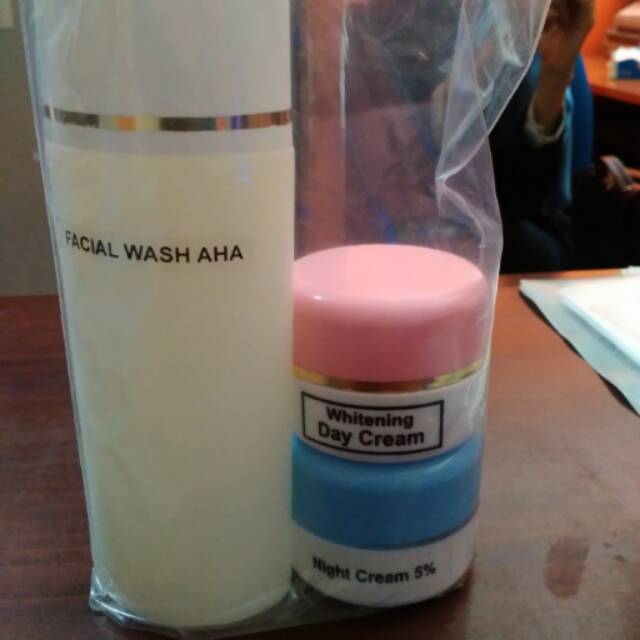 FACIAL WASH AHA
Whitening
Day Cream
Night Cream 5%